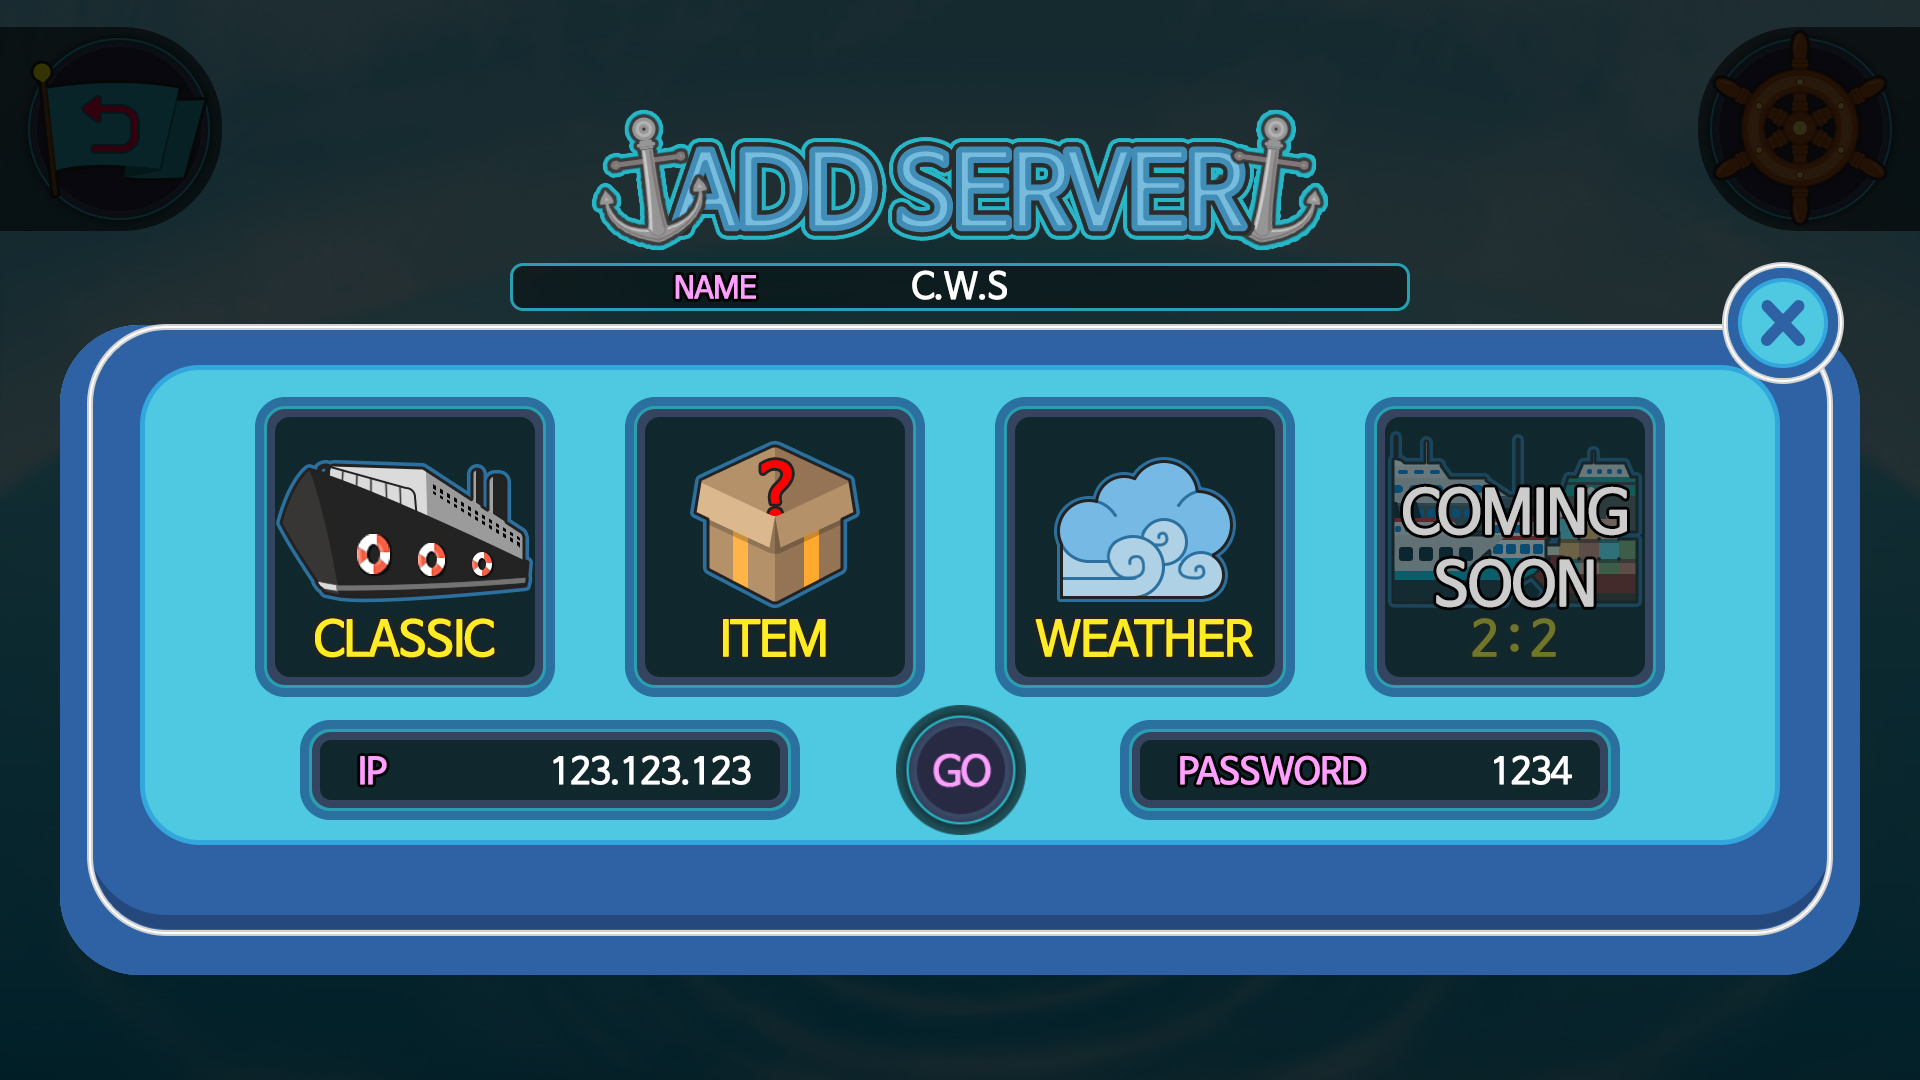 ADD SERVER
NAME C.W.S
?
CLASSIC
ITEM
WEATHER
COMING
SOON
2:2
IP 123.123.123
GO
PASSWORD 1234